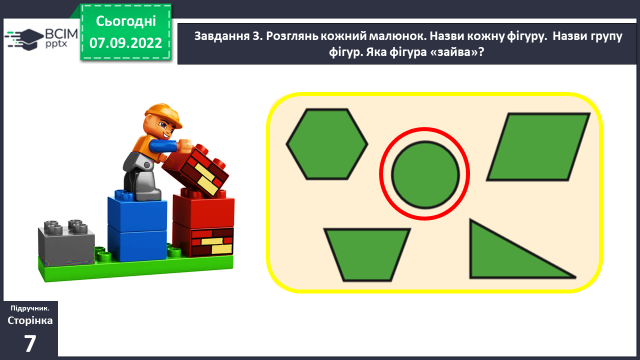 ВСІМ
pptx
Сьогодні
07.09.2022
Завдання 3. Розглянь кожний малюнок. Назви кожну фігуру. Назви групу
фігур. Яка фігура «зайва»?
Підручник.
Сторінка
7